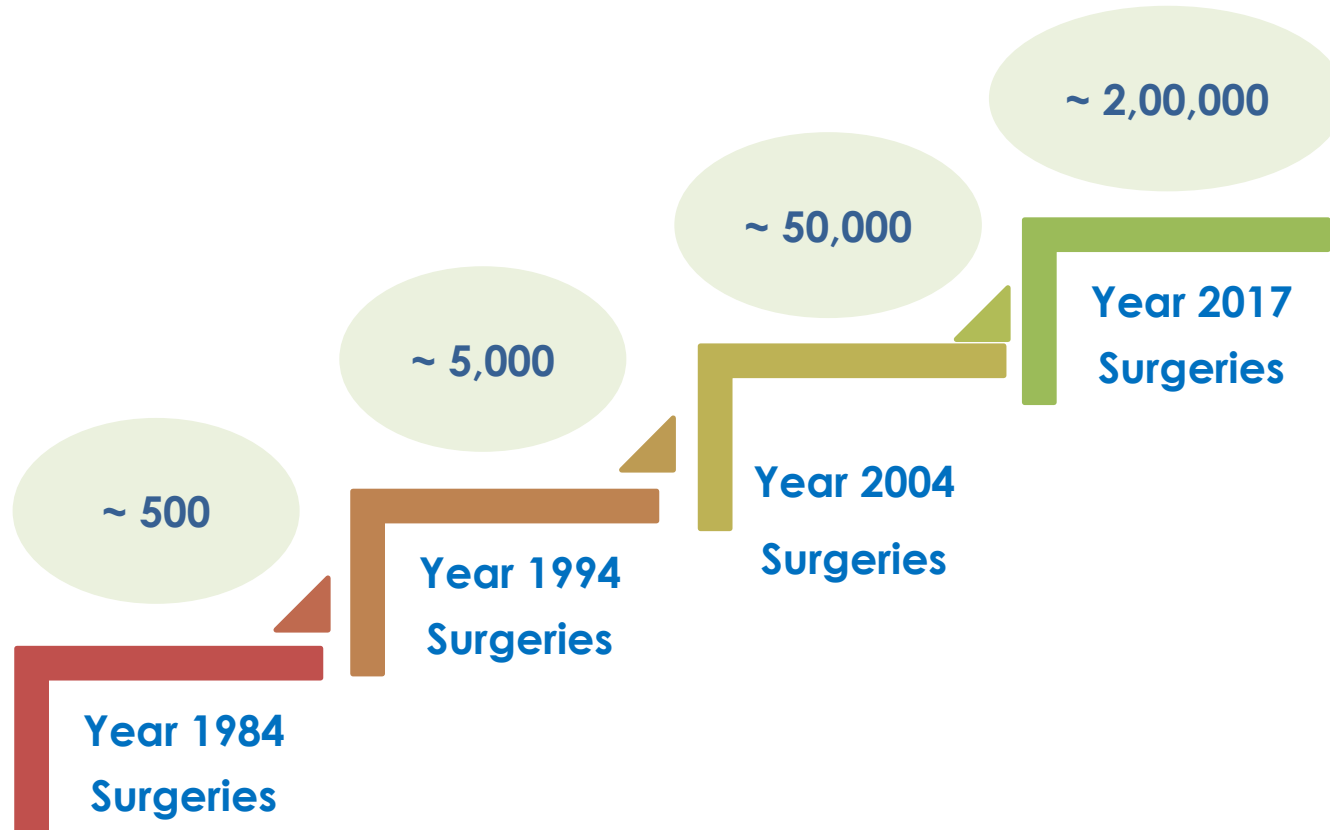 ~ 500
Year 1984
Surgeries
~ 5,000
Year 1994
Surgeries
~ 50,000
Year 2004
Surgeries
~ 2,00,000
Year 2017
Surgeries